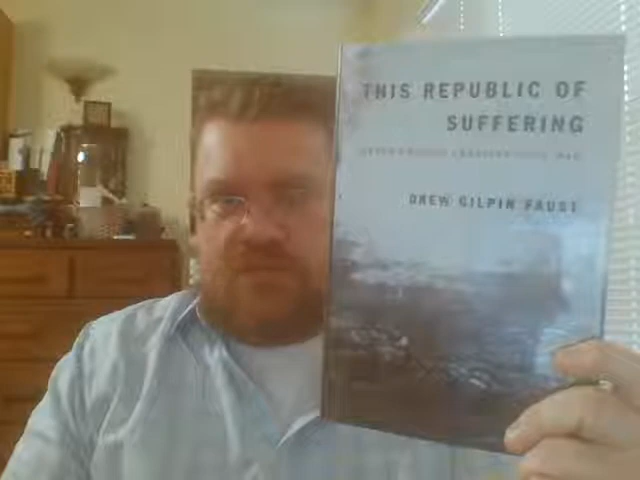 THIS REPUBLIC OF
SUFFERING
DREW GILPIN FAUST